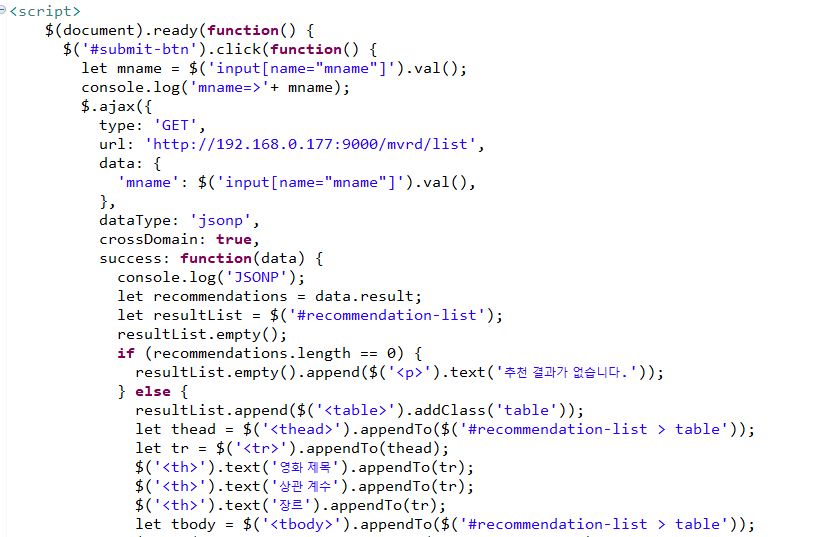 <script>
$(document).ready(function() {
$('#submit-btn').click(function() {
let mname = $('input[name="mname"]').val();
console.log('mname=>'+ mname);
$.ajax({
type: 'GET',
url: 'http://192.168.0.177:9000/mvrd/list',
data: {
'mname': $('input[name="mname"]').val(),
},
dataType: 'jsonp',
crossDomain: true,
success: function(data) {
console.log('JSONP');
let recommendations = data.result;
let resultList = $('#recommendation-list');
resultList.empty();
if (recommendations.length == 0) {
resultList.empty().append($('<p>').text('추천 결과가 없습니다.'));
} else {
resultList.append($('<table>').addClass('table'));
let thead = $('<thead>').appendTo($('#recommendation-list > table'));
let tr = $('<tr>').appendTo(thead);
$('<th>').text('영화 제목').appendTo(tr);
$('<th>').text('상관 계수').appendTo(tr);
$('<th>').text('장르').appendTo(tr);
let tbody = $('<tbody>').appendTo($('#recommendation-list > table'));